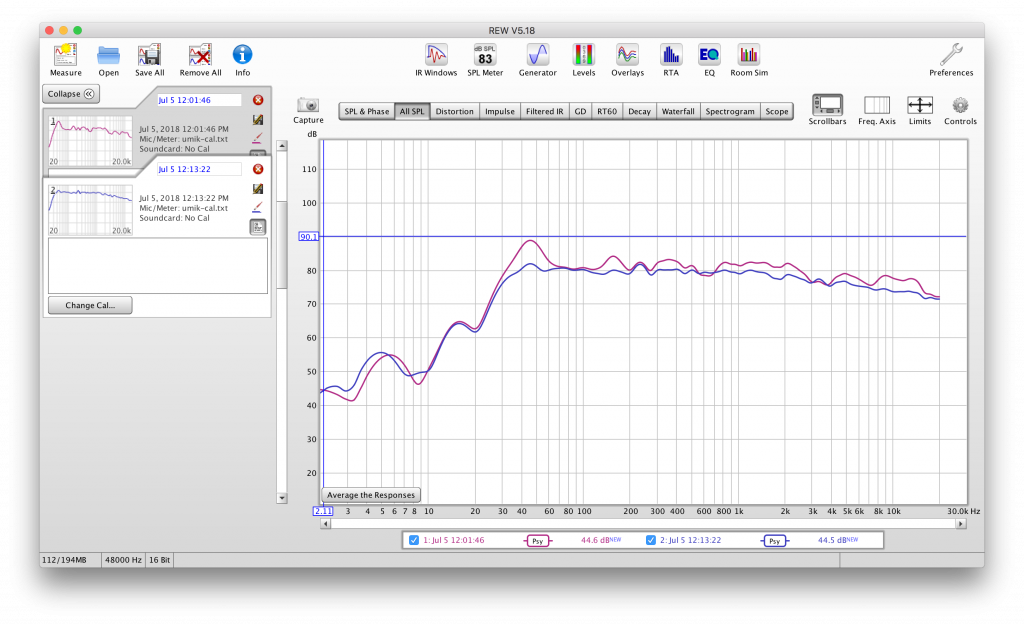 REW V5.18
Measure Open Save All Remove All Info IR Windows SPL Meter Generator Levels Overlays RTA EQ Room Sim Preferences
dB SPL
83
EQ
Collapse
Jul 5 12:01:46
1
Jul 5, 2018 12:01:46 PM
Mic/Meter: umik-cal.txt
Soundcard: No Cal
20 20.0k
Jul 5 12:13:22
2
Jul 5, 2018 12:13:22 PM
Mic/Meter: umik-cal.txt
Soundcard: No Cal
20 20.0k
Change Cal...
Capture
SPL & Phase All SPL Distortion Impulse Filtered IR GD RT60 Decay Waterfall Spectrogram Scope
Scrollbars Freq. Axis Limits Controls
dB
110
100
90.1
80
70
60
50
40
30
20
Average the Responses
2.11 3 4 5 6 7 8 10 20 30 40 60 80 100 200 300 400 600 800 1k 2k 3k 4k 5k 6k 8k 10k 30.0k Hz
1: Jul 5 12:01:46 Psy 44.6 dB NEW 2: Jul 5 12:13:22 Psy 44.5 dB NEW
112/194MB 48000 Hz 16 Bit